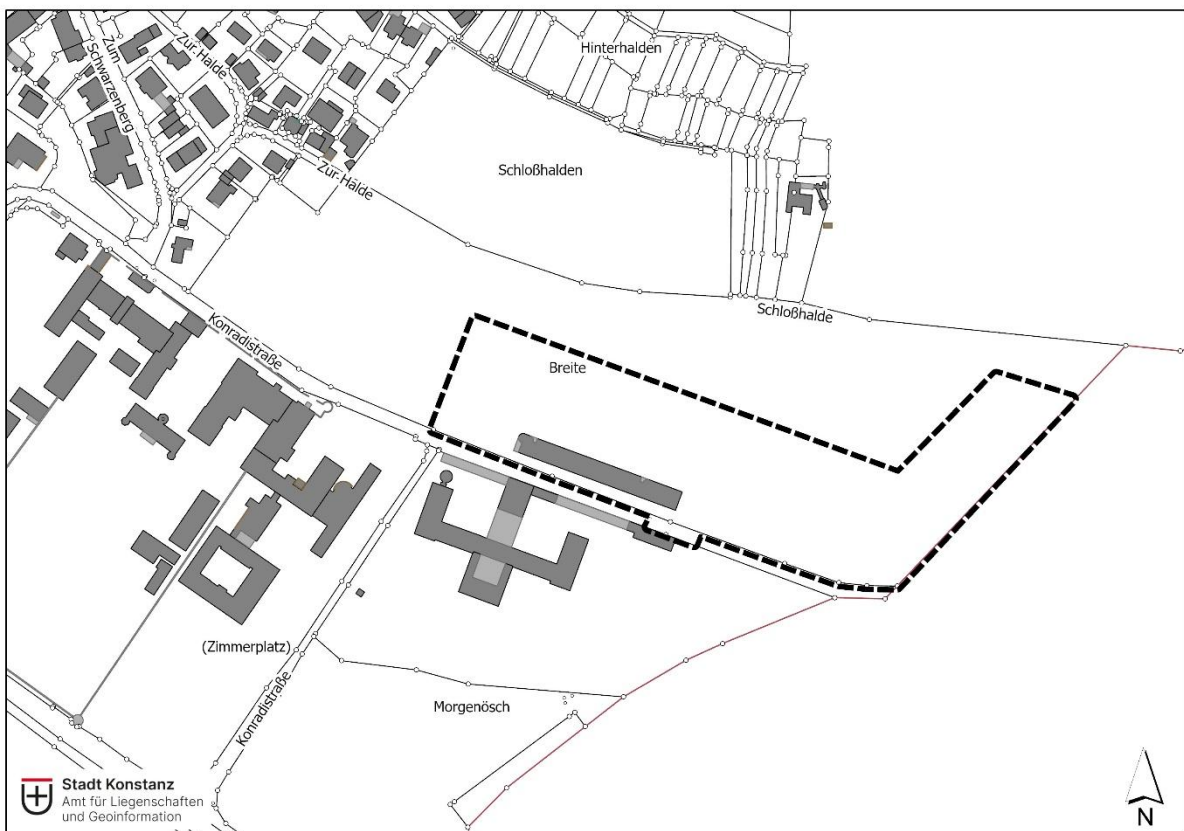 Hinterhalden
Zur Halde
Zum
Schwarzenberg
Zur Halde
Schloßhalden
Schloßhalde
Konradistraße
Breite
(Zimmerplatz)
Konradistraße
Morgenösch
Stadt Konstanz
Amt für Liegenschaften
und Geoinformation
N